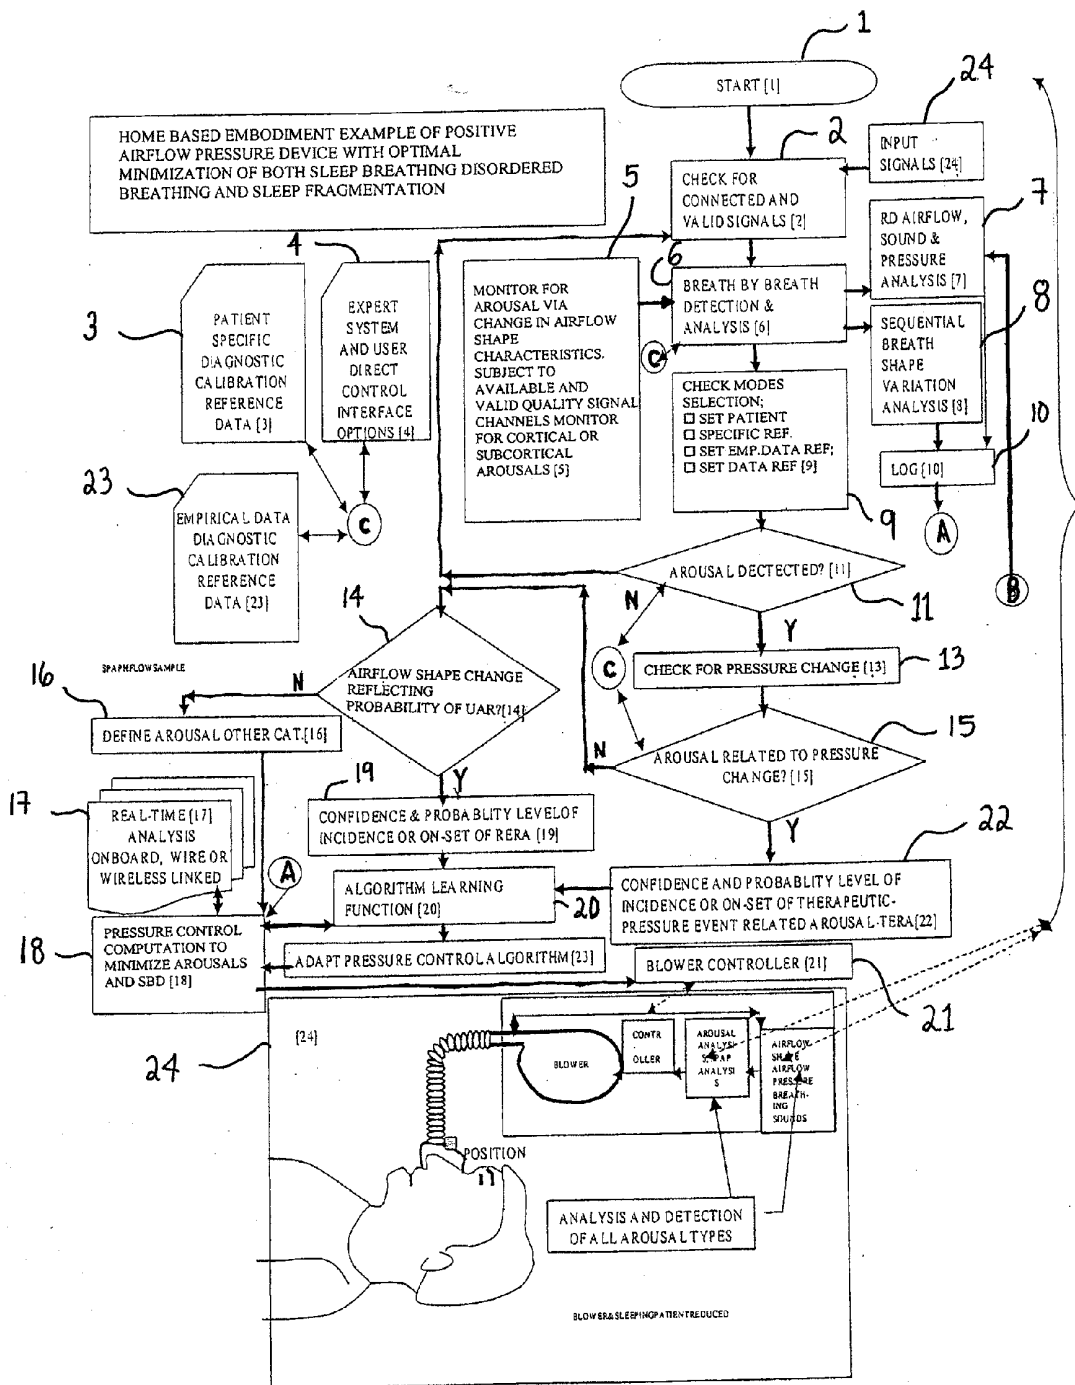 1
START [1]
24
HOME BASED EMBODIMENT EXAMPLE OF POSITIVE
AIRFLOW PRESSURE DEVICE WITH OPTIMAL
MINIMIZATION OF BOTH SLEEP BREATHING DISORDERED
BREATHING AND SLEEP FRAGMENTATION
2
INPUT
SIGNALS [24]
CHECK FOR
CONNECTED AND
VALID SIGNALS [2]
5
7
RD AIRFLOW,
SOUND &
PRESSURE
ANALYSIS [7]
4
6
3
PATIENT
SPECIFIC
DIAGNOSTIC
CALIBRATION
REFERENCE
DATA [3]
EXPERT
SYSTEM
AND USER
DIRECT
CONTROL
INTERFACE
OPTIONS [4]
MONITOR FOR
AROUSAL VIA
CHANGE IN AIRFLOW
SHAPE
CHARACTERISTICS.
SUBJECT TO
AVAILABLE AND
VALID QUALITY SIGNAL
CHANNELS MONITOR
FOR CORTICAL OR
SUBCORTICAL
AROUSALS [5]
BREATH BY BREATH
DETECTION &
ANALYSIS [6]
C
8
SEQUENTIAL
BREATH
SHAPE
VARIATION
ANALYSIS [8]
CHECK MODES
SELECTION;
☐ SET PATIENT
☐ SPECIFIC REF.
☐ SET EMP.DATA REF;
☐ SET DATA REF [9]
10
LOG [10]
23
EMPIRICAL DATA
DIAGNOSTIC
CALIBRATION
REFERENCE
DATA [23]
C
9
A
B
AROUSAL DECTECTED? [11]
11
N
Y
14
C
CHECK FOR PRESSURE CHANGE [13]
13
AIRFLOW SHAPE CHANGE
REFLECTING
PROBABILITY OF UAR?[14]
N
16
DEFINE AROUSAL OTHER CAT.[16]
15
AROUSAL RELATED TO PRESSURE
CHANGE? [15]
N
Y
19
Y
17
REAL-TIME [17]
ANALYSIS
ONBOARD, WIRE OR
WIRELESS LINKED
CONFIDENCE & PROBABLITY LEVELOF
INCIDENCE OR ON-SET OF RERA [19]
22
A
ALGORITHM LEARNING
FUNCTION [20]
20
CONFIDENCE AND PROBABLITY LEVEL OF
INCIDENCE OR ON-SET OF THERAPEUTIC-
PRESSURE EVENT RELATED AROUSAL-TERA[22]
18
PRESSURE CONTROL
COMPUTATION TO
MINIMIZE AROUSALS
AND SBD [18]
ADAPT PRESSURE CONTROL ALGORITHM [23]
BLOWER CONTROLLER [21]
21
24
[24]
BLOWER
CONTR
OLLER
AROUSAL
ANALYSI
S
AIRFLOW
SHAPE
AIRFLOW
PRESSURE
BREATH-
ING
SOUNDS
POSITION
ANALYSIS AND DETECTION
OF ALL AROUSAL TYPES
BLOWER&SLEEPINGPATIENTREDUCED